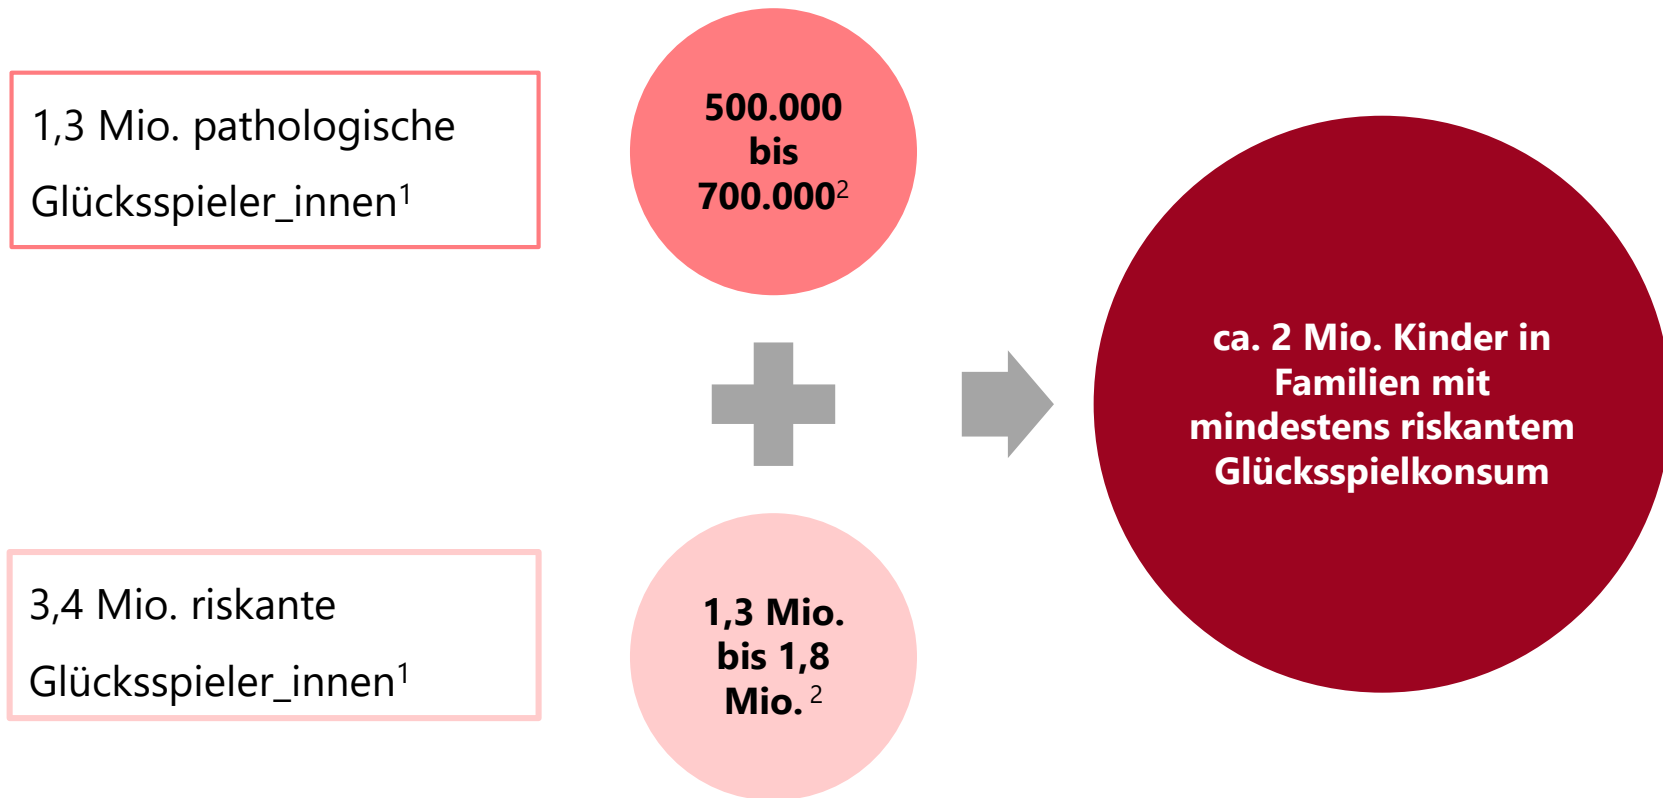 1,3 Mio. pathologische
Glücksspieler_innen¹
500.000
bis
700.000²
ca. 2 Mio. Kinder in
Familien mit
mindestens riskantem
Glücksspielkonsum
3,4 Mio. riskante
Glücksspieler_innen¹
1,3 Mio.
bis 1,8
Mio. ²